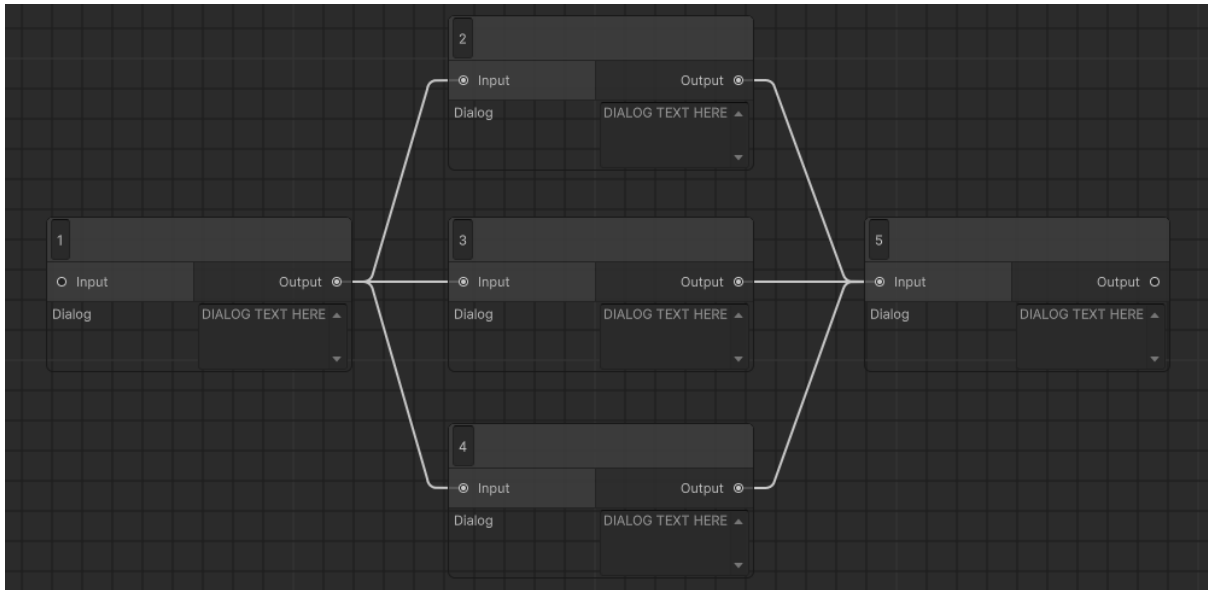 2
Input Output
Dialog DIALOG TEXT HERE
1
Input Output
Dialog DIALOG TEXT HERE
3
Input Output
Dialog DIALOG TEXT HERE
5
Input Output
Dialog DIALOG TEXT HERE
4
Input Output
Dialog DIALOG TEXT HERE